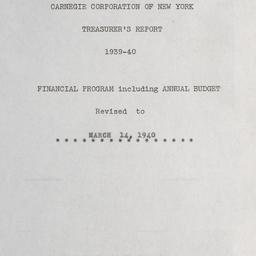 CARNEGIE CORPORATION OF NEW YORK
TREASURER'S REPORT
1939-40
FINANCIAL PROGRAM including ANNUAL BUDGET
Revised to
MARCH 14, 1940
* * * * * * * * * * * * * * * *